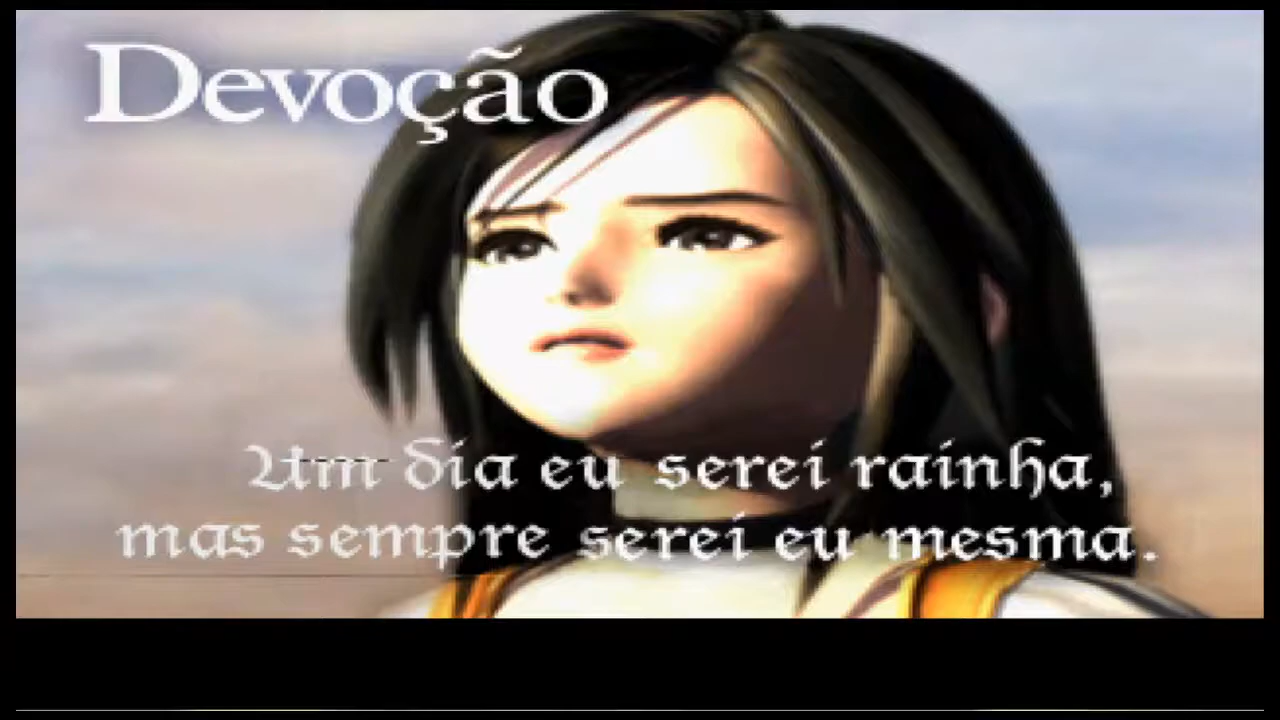 Devoção
Um dia eu serei rainha,
mas sempre serei eu mesma.